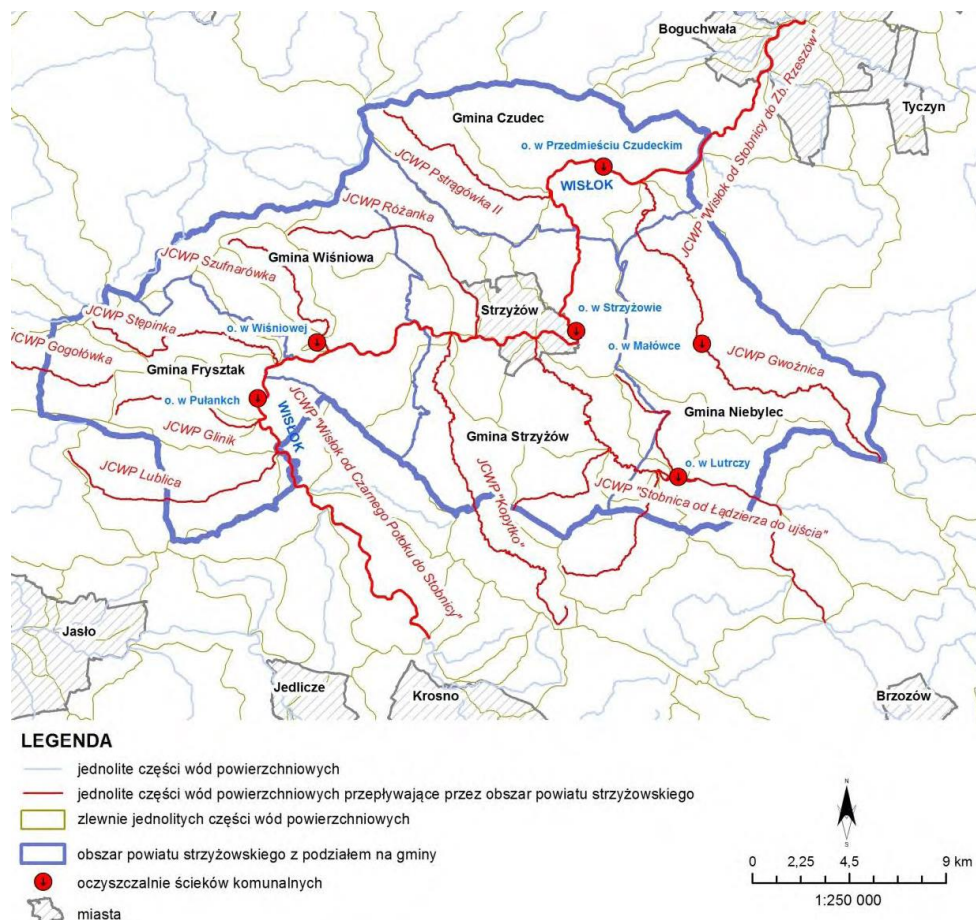 Boguchwała
Tyczyn
Gmina Czudec
o. w Przedmieściu Czudeckim
WISŁOK
JCWP "Wisłok od Stobnicy do Zb. Rzeszów"
JCWP Pstrągówka II
JCWP Różanka
JCWP Szufnarówka
Gmina Wiśniowa
Strzyżów
o. w Strzyżowie
JCWP Stępinka
o. w Wiśniowej
o. w Małówce
JCWP Gwoźnica
JCWP Gogołówka
Gmina Frysztak
o. w Pułankch
WISŁOK
JCWP "Wisłok od Czarnego Potoku do Stobnicy"
Gmina Niebylec
JCWP Glinik
Gmina Strzyżów
JCWP Lublica
JCWP "Kopytko"
o. w Lutrczy
JCWP "Stobnica od Łądzierza do ujścia"
Jasło
Jedlicze
Krosno
Brzozów
LEGENDA
jednolite części wód powierzchniowych
jednolite części wód powierzchniowych przepływające przez obszar powiatu strzyżowskiego
zlewnie jednolitych części wód powierzchniowych
obszar powiatu strzyżowskiego z podziałem na gminy
oczyszczalnie ścieków komunalnych
miasta
N
S
0 2,25 4,5 9 km
1:250 000